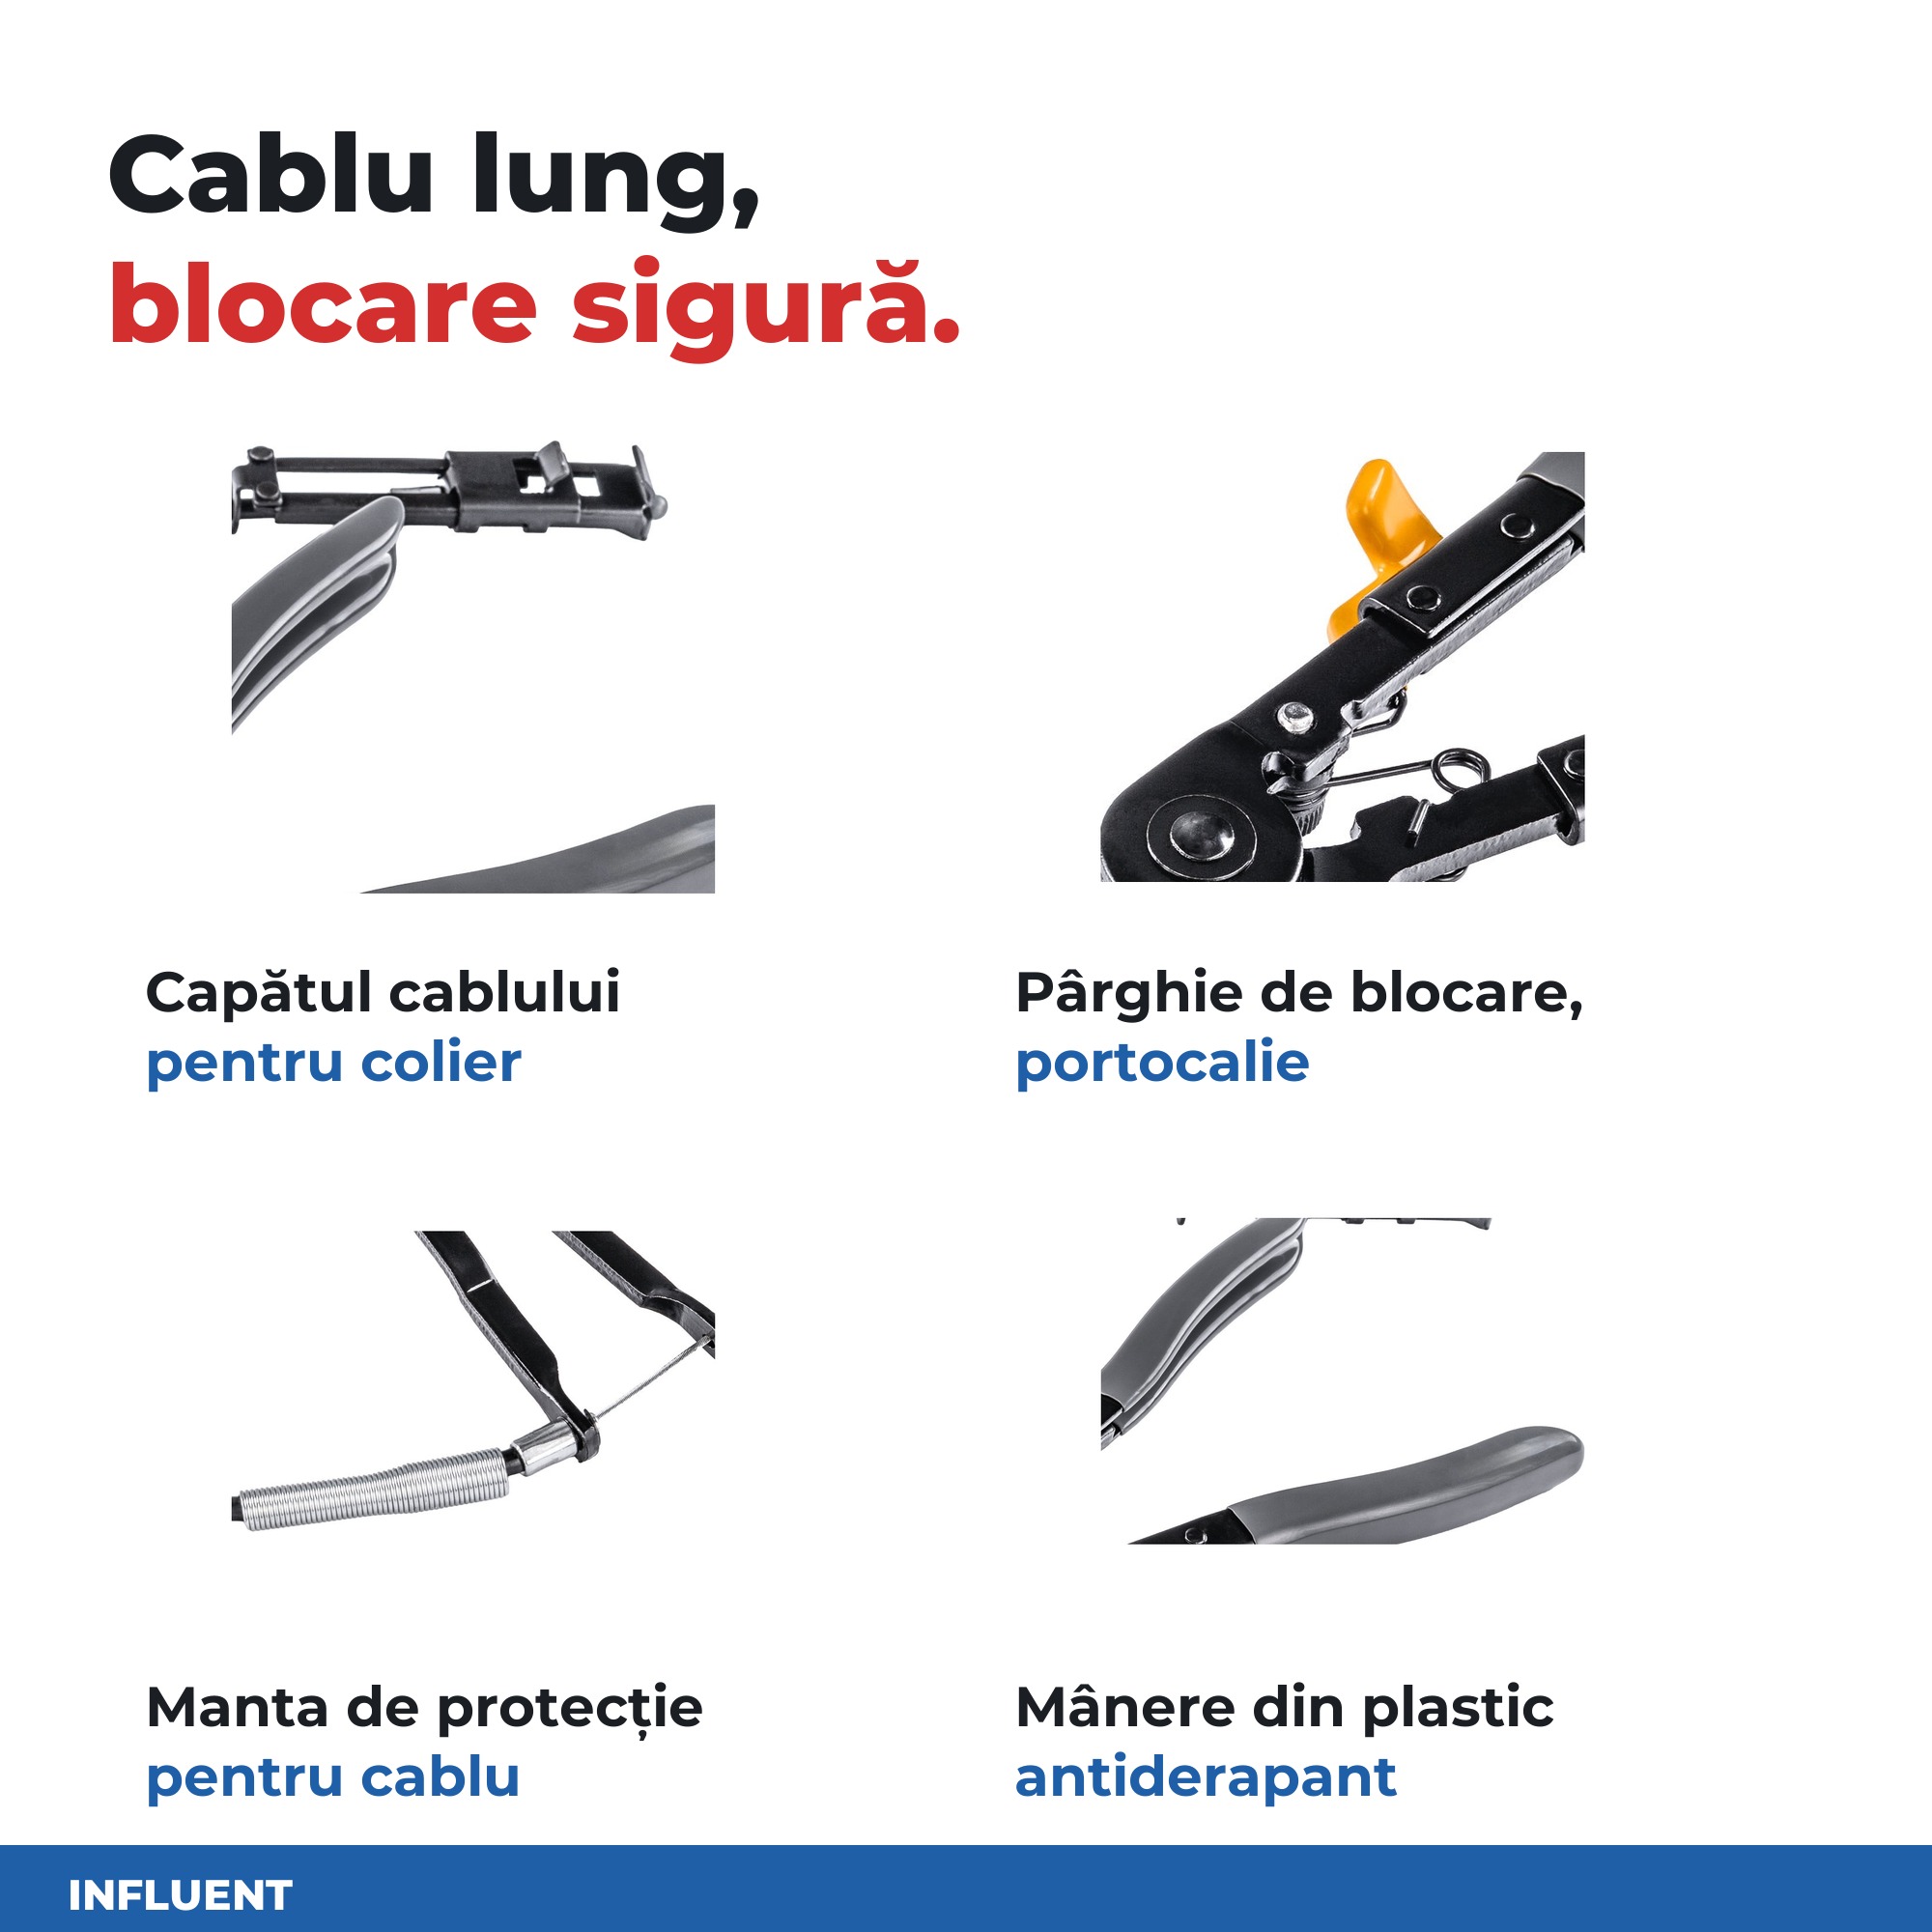 Cablu lung,
blocare sigură.
Capătul cablului
pentru colier
Pârghie de blocare,
portocalie
Manta de protecție
pentru cablu
Mânere din plastic
antiderapant
INFLUENT